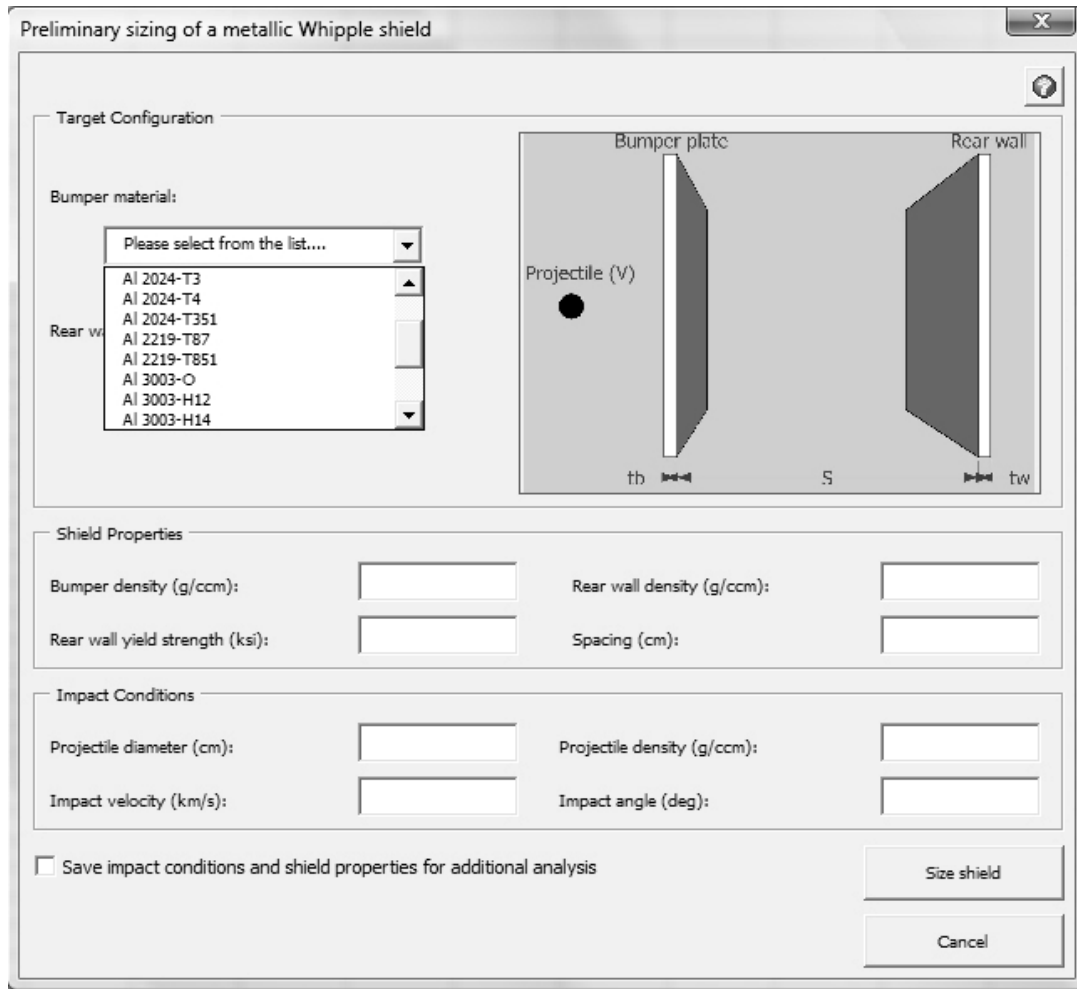 Preliminary sizing of a metallic Whipple shield
Target Configuration
Bumper material:
Please select from the list....
Al 2024-T3
Al 2024-T4
Al 2024-T351
Al 2219-T87
Al 2219-T851
Al 3003-O
Al 3003-H12
Al 3003-H14
Rear w
Bumper plate
Rear wall
Projectile (V)
tb
S
tw
Shield Properties
Bumper density (g/ccm):
Rear wall density (g/ccm):
Rear wall yield strength (ksi):
Spacing (cm):
Impact Conditions
Projectile diameter (cm):
Projectile density (g/ccm):
Impact velocity (km/s):
Impact angle (deg):
Save impact conditions and shield properties for additional analysis
Size shield
Cancel